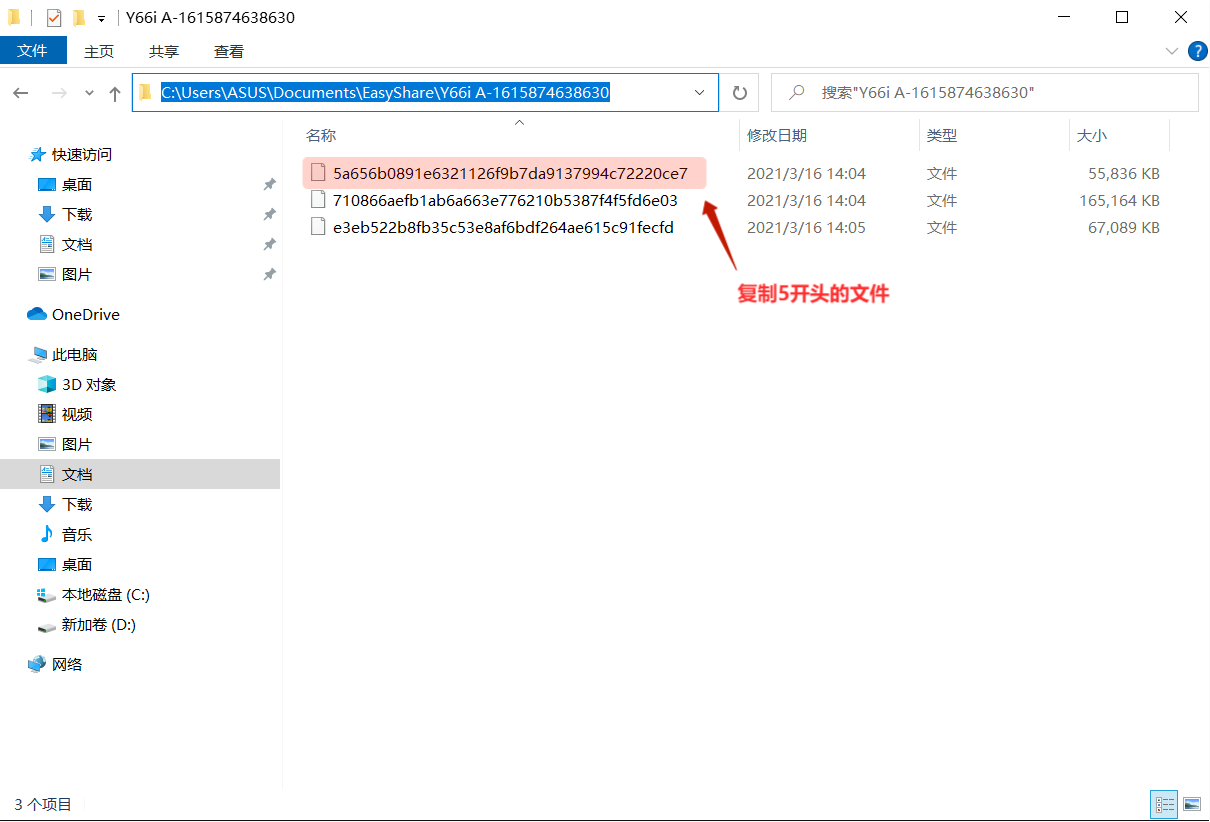 Y66i A-1615874638630
文件 主页 共享 查看
C:\Users\ASUS\Documents\EasyShare\Y66i A-1615874638630 搜索"Y66i A-1615874638630"
名称 修改日期 类型 大小
5a656b0891e6321126f9b7da9137994c72220ce7 2021/3/16 14:04 文件 55,836 KB
710866aefb1ab6a663e776210b5387f4f5fd6e03 2021/3/16 14:04 文件 165,164 KB
e3eb522b8fb35c53e8af6bdf264ae615c91fecfd 2021/3/16 14:05 文件 67,089 KB
复制5开头的文件
快速访问
桌面
下载
文档
图片
OneDrive
此电脑
3D 对象
视频
图片
文档
下载
音乐
桌面
本地磁盘 (C:)
新加卷 (D:)
网络
3 个项目